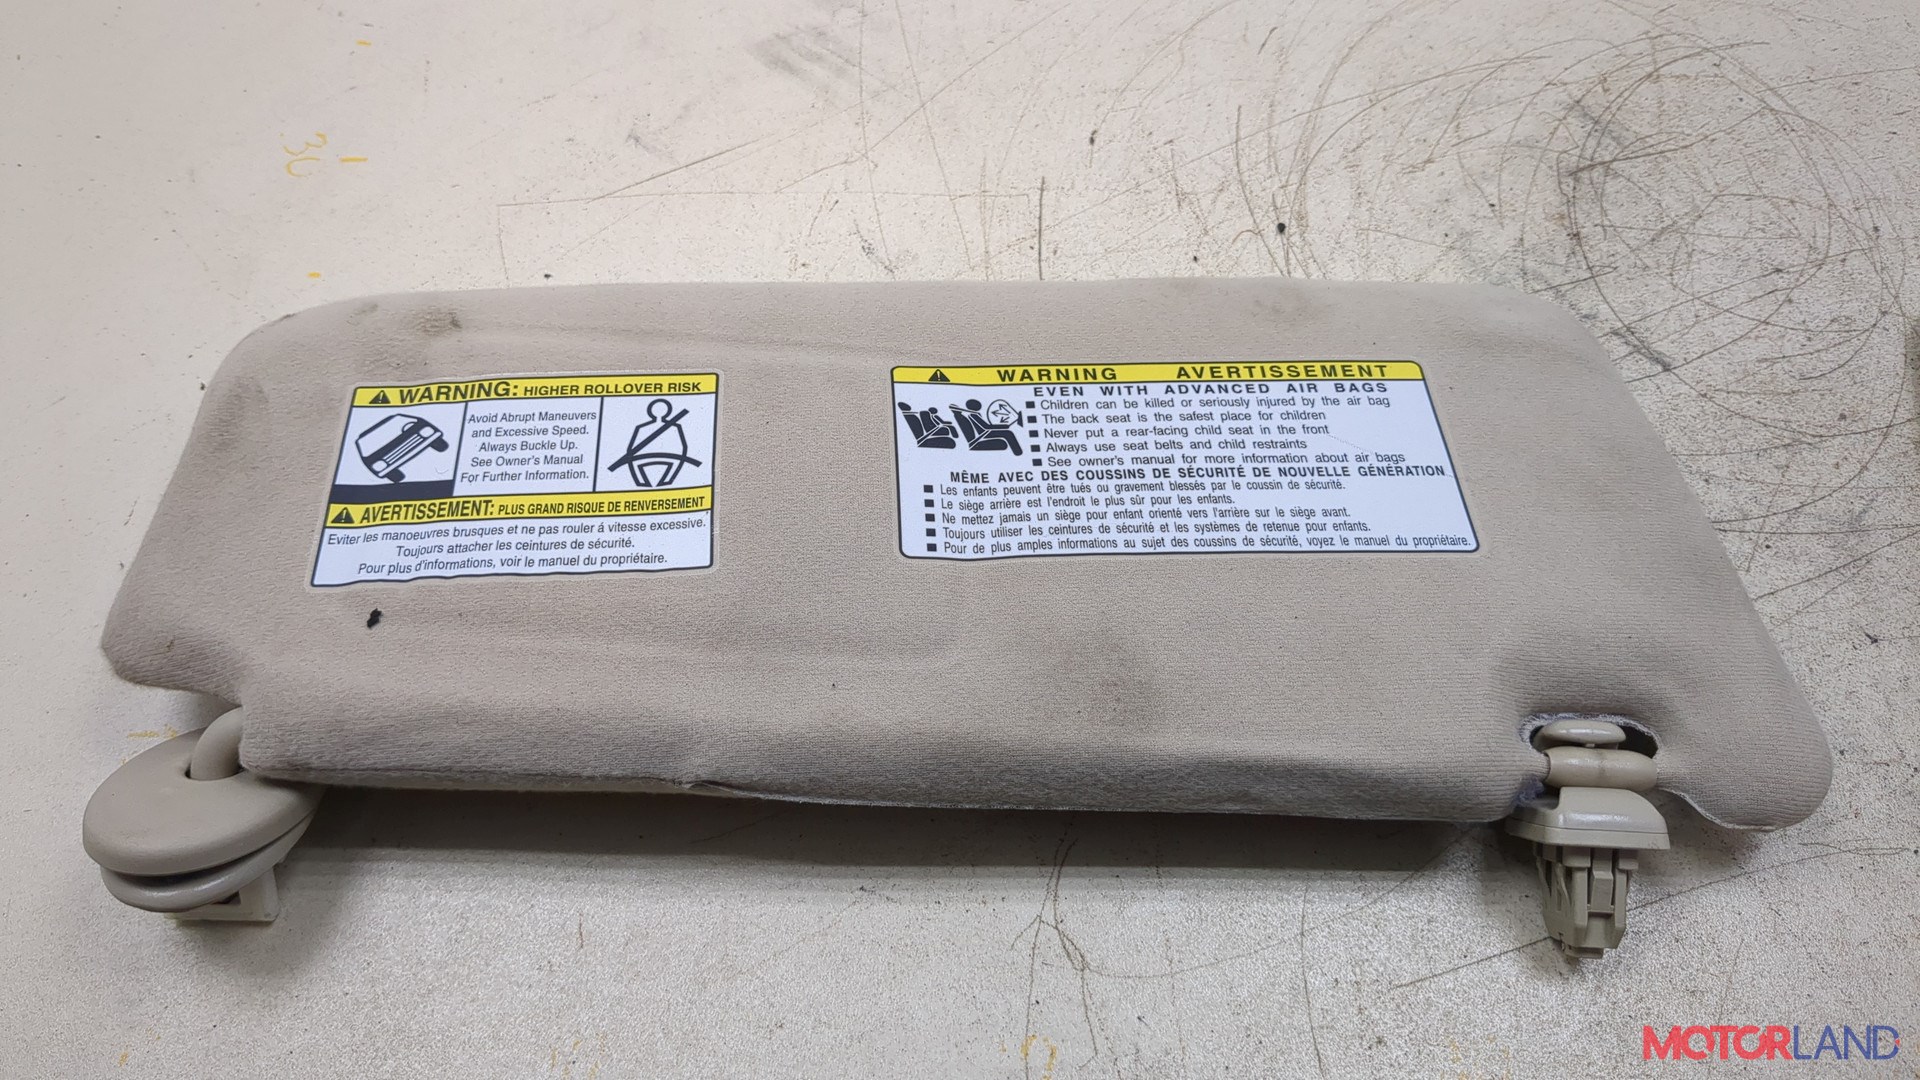 WARNING: HIGHER ROLLOVER RISK
Avoid Abrupt Maneuvers
and Excessive Speed.
Always Buckle Up.
See Owner's Manual
For Further Information.
AVERTISSEMENT: PLUS GRAND RISQUE DE RENVERSEMENT
Eviter les manoeuvres brusques et ne pas rouler á vitesse excessive.
Toujours attacher les ceintures de sécurité.
Pour plus d'informations, voir le manuel du propriétaire.
WARNING AVERTISSEMENT
EVEN WITH ADVANCED AIR BAGS
■ Children can be killed or seriously injured by the air bag
■ The back seat is the safest place for children
■ Never put a rear-facing child seat in the front
■ Always use seat belts and child restraints
■ See owner's manual for more information about air bags
MÊME AVEC DES COUSSINS DE SÉCURITÉ DE NOUVELLE GÉNÉRATION
■ Les enfants peuvent être tués ou gravement blessés par le coussin de sécurité.
■ Le siège arrière est l'endroit le plus sûr pour les enfants.
■ Ne mettez jamais un siège pour enfant orienté vers l'arrière sur le siège avant.
■ Toujours utiliser les ceintures de sécurité et les systèmes de retenue pour enfants.
■ Pour de plus amples informations au sujet des coussins de sécurité, voyez le manuel du propriétaire.
MOTORLAND